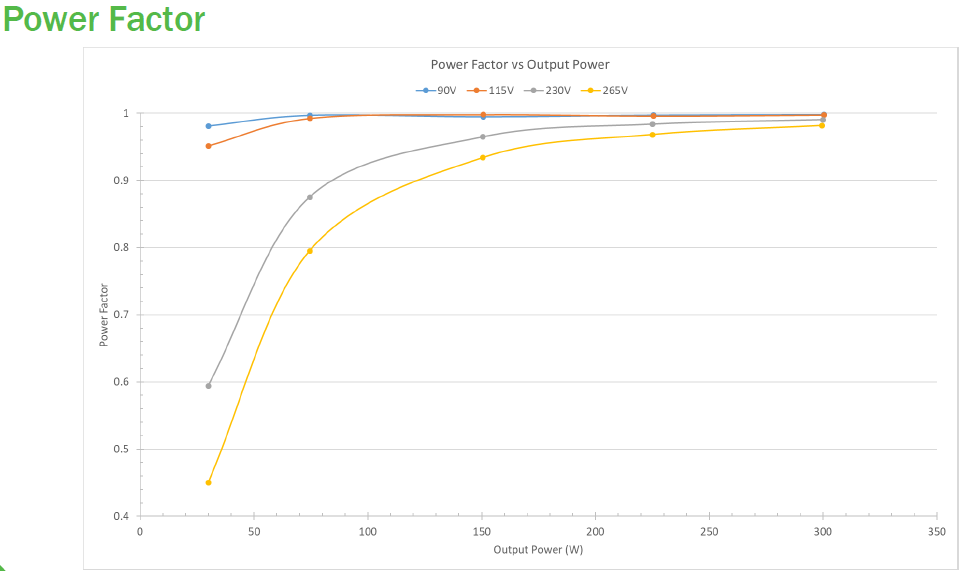 Power Factor
Power Factor vs Output Power
90V 115V 230V 265V
1
0.9
0.8
0.7
0.6
0.5
0.4
Power Factor
0 50 100 150 200 250 300 350
Output Power (W)